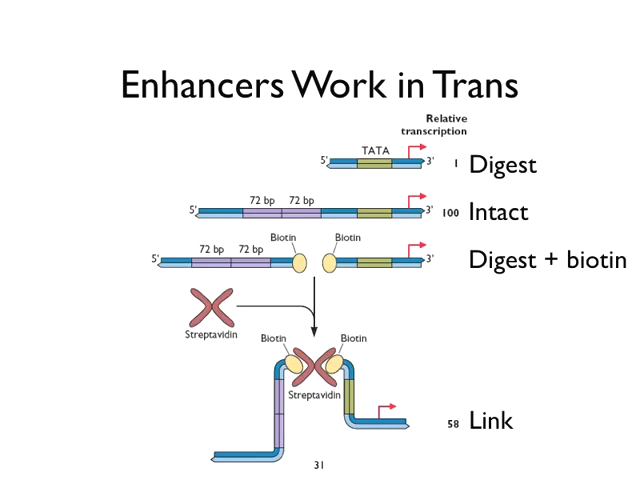 Enhancers Work in Trans
Relative
transcription
TATA
5' 3' 1 Digest
72 bp 72 bp
5' 3' 100 Intact
Biotin Biotin
72 bp 72 bp
5' 3' Digest + biotin
Streptavidin
Biotin Biotin
Streptavidin
58 Link
31